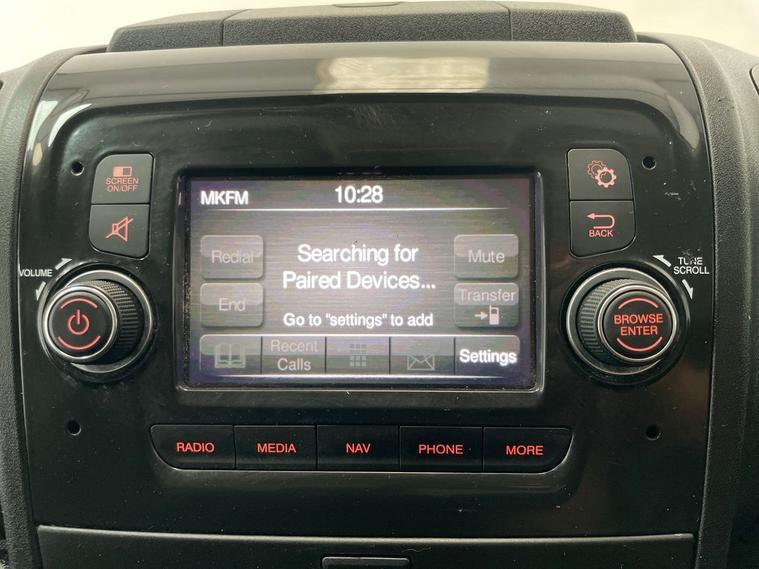 SCREEN
ON/OFF
MKFM
10:28
Redial
Searching for
Paired Devices...
Mute
BACK
VOLUME
TUNE
SCROLL
End
Go to "settings" to add
Transfer
BROWSE
ENTER
Recent
Calls
Settings
RADIO
MEDIA
NAV
PHONE
MORE